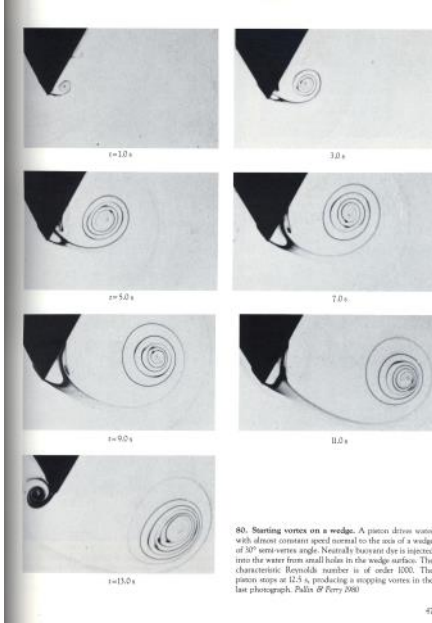 t=1.0 s
3.0 s
t=5.0 s
7.0 s
t=9.0 s
11.0 s
t=13.0 s
80. Starting vortex on a wedge. A piston drives water
with almost constant speed normal to the axis of a wedge
of 30° semi-vertex angle. Neutrally buoyant dye is injected
into the water from small holes in the wedge surface. The
characteristic Reynolds number is of order 1000. The
piston stops at 12.5 s, producing a stopping vortex in the
last photograph. Pullin & Perry 1980
47